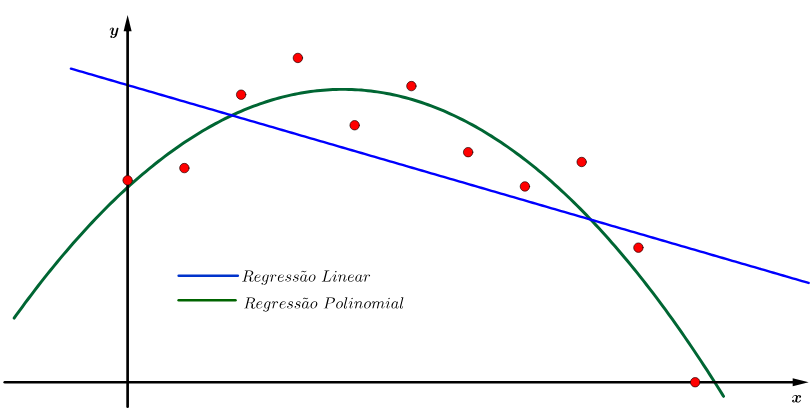 y
Regressão Linear
Regressão Polinomial
x